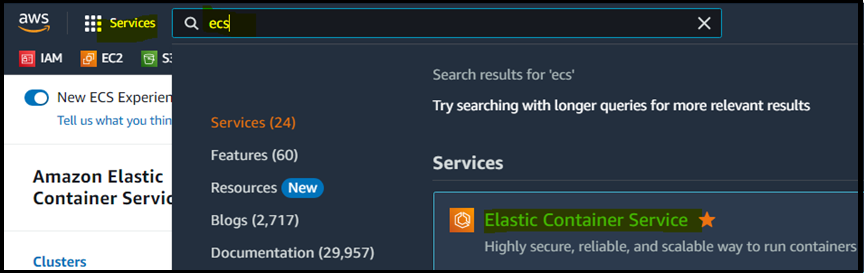 aws
Services
ecs
IAM
EC2
S3
New ECS Experien
Tell us what you thin
Amazon Elastic
Container Servic
Clusters
Services (24)
Features (60)
Resources New
Blogs (2,717)
Documentation (29,957)
Search results for 'ecs'
Try searching with longer queries for more relevant results
Services
Elastic Container Service
Highly secure, reliable, and scalable way to run containers